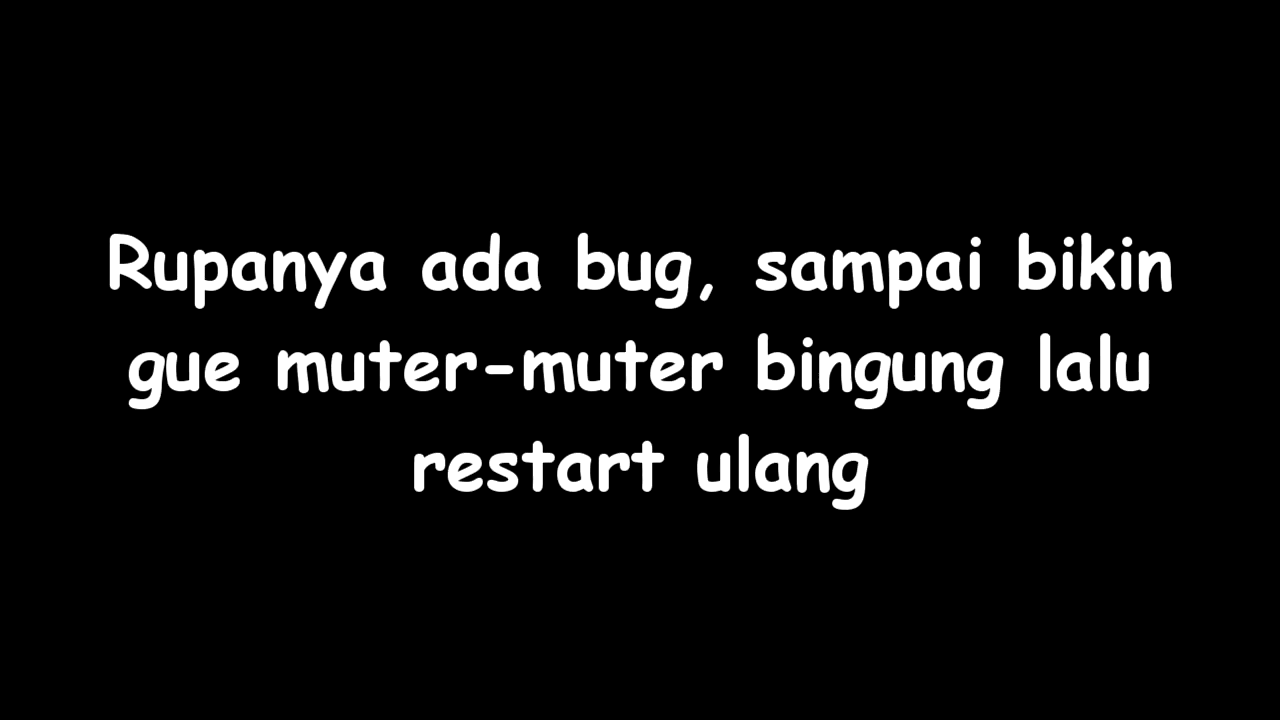 Rupanya ada bug, sampai bikin
gue muter-muter bingung lalu
restart ulang